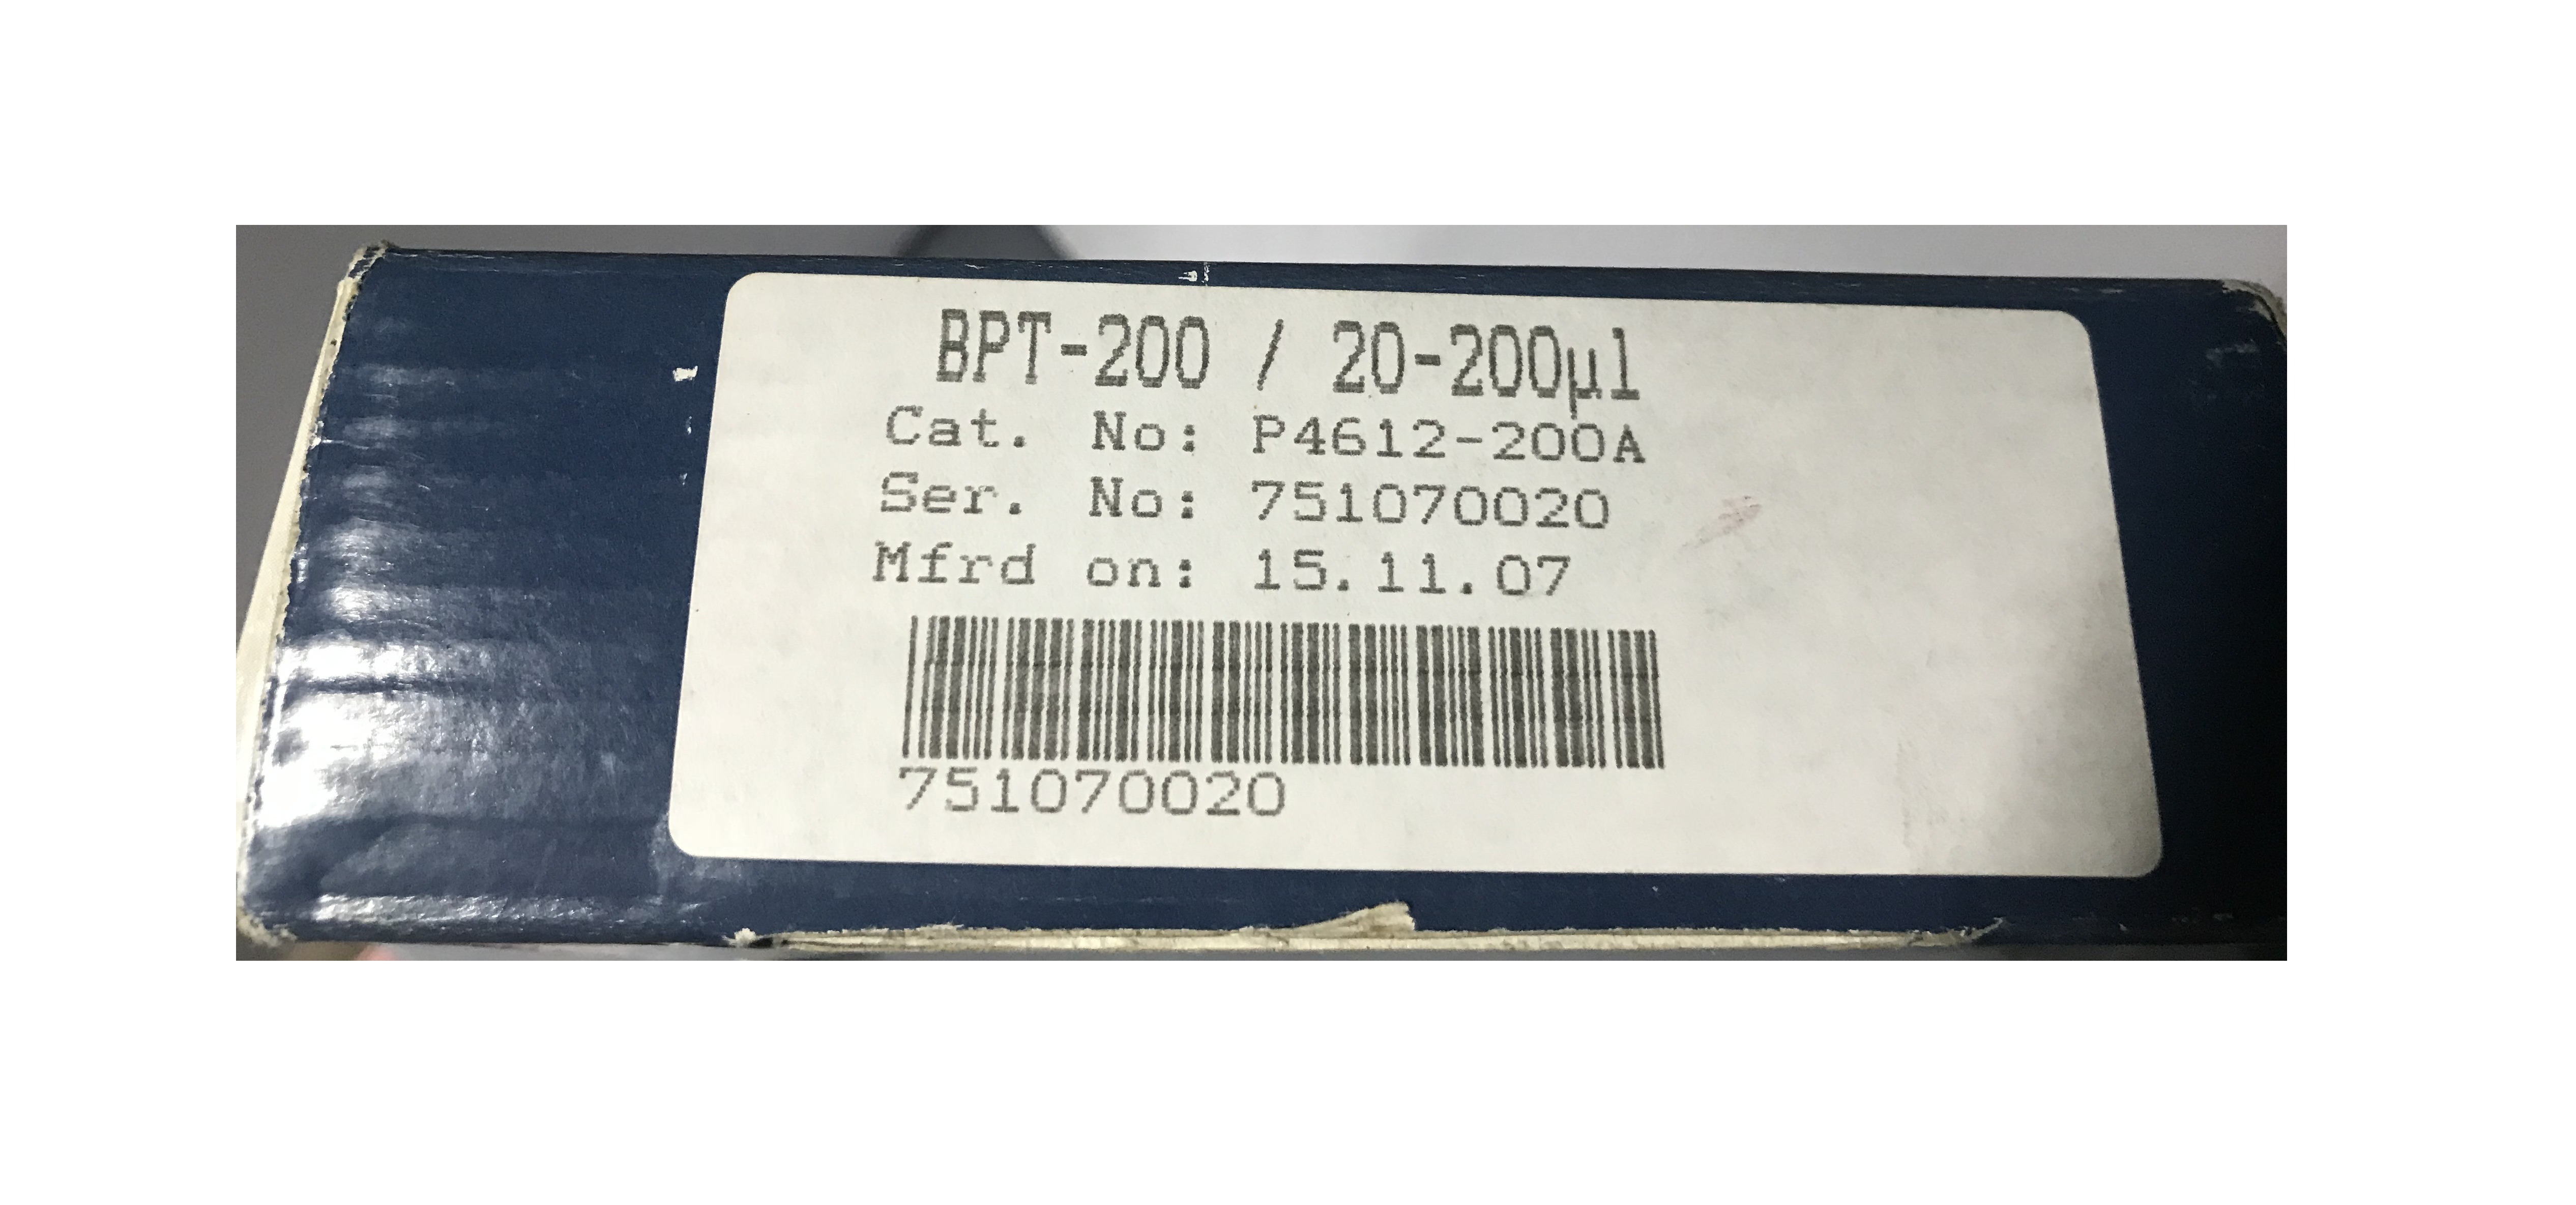 BPT-200 / 20-200µl
Cat. No: P4612-200A
Ser. No: 751070020
Mfrd on: 15.11.07
751070020